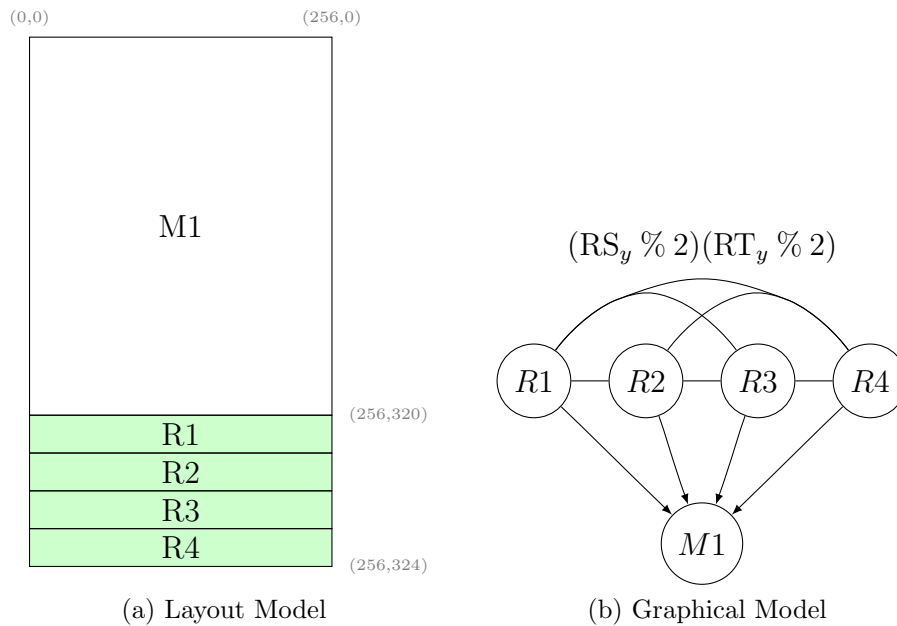 (0,0) (256,0)
M1
(256,320)
R1
R2
R3
R4
(256,324)
(a) Layout Model
(RS_y % 2)(RT_y % 2)
R1 R2 R3 R4
M1
(b) Graphical Model